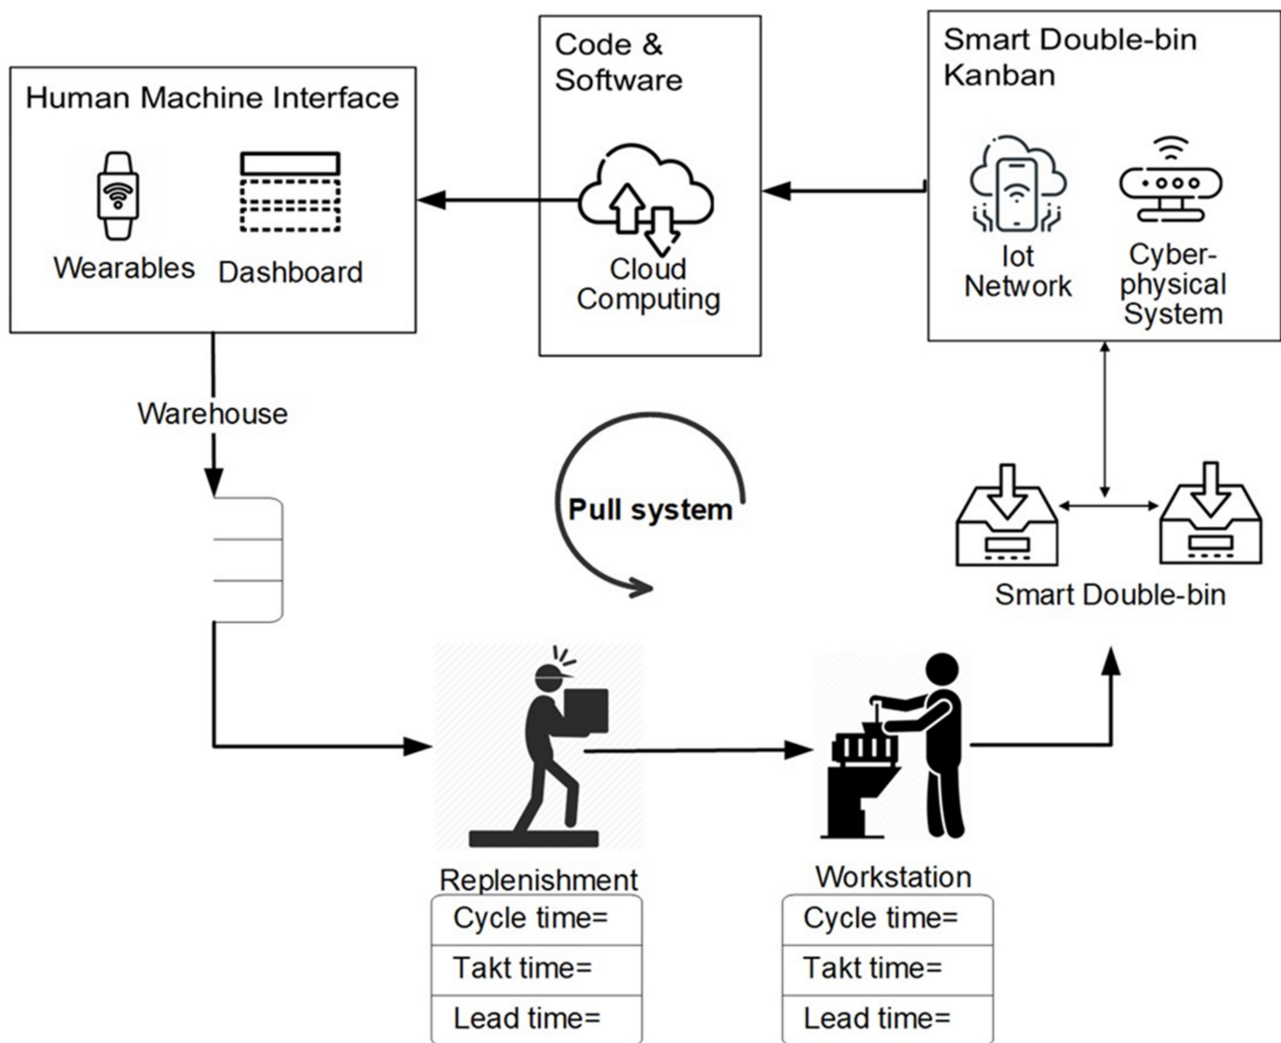 Human Machine Interface
Wearables
Dashboard
Code &
Software
Cloud
Computing
Smart Double-bin
Kanban
Iot
Network
Cyber-
physical
System
Warehouse
Pull system
Smart Double-bin
Replenishment
Cycle time=
Takt time=
Lead time=
Workstation
Cycle time=
Takt time=
Lead time=